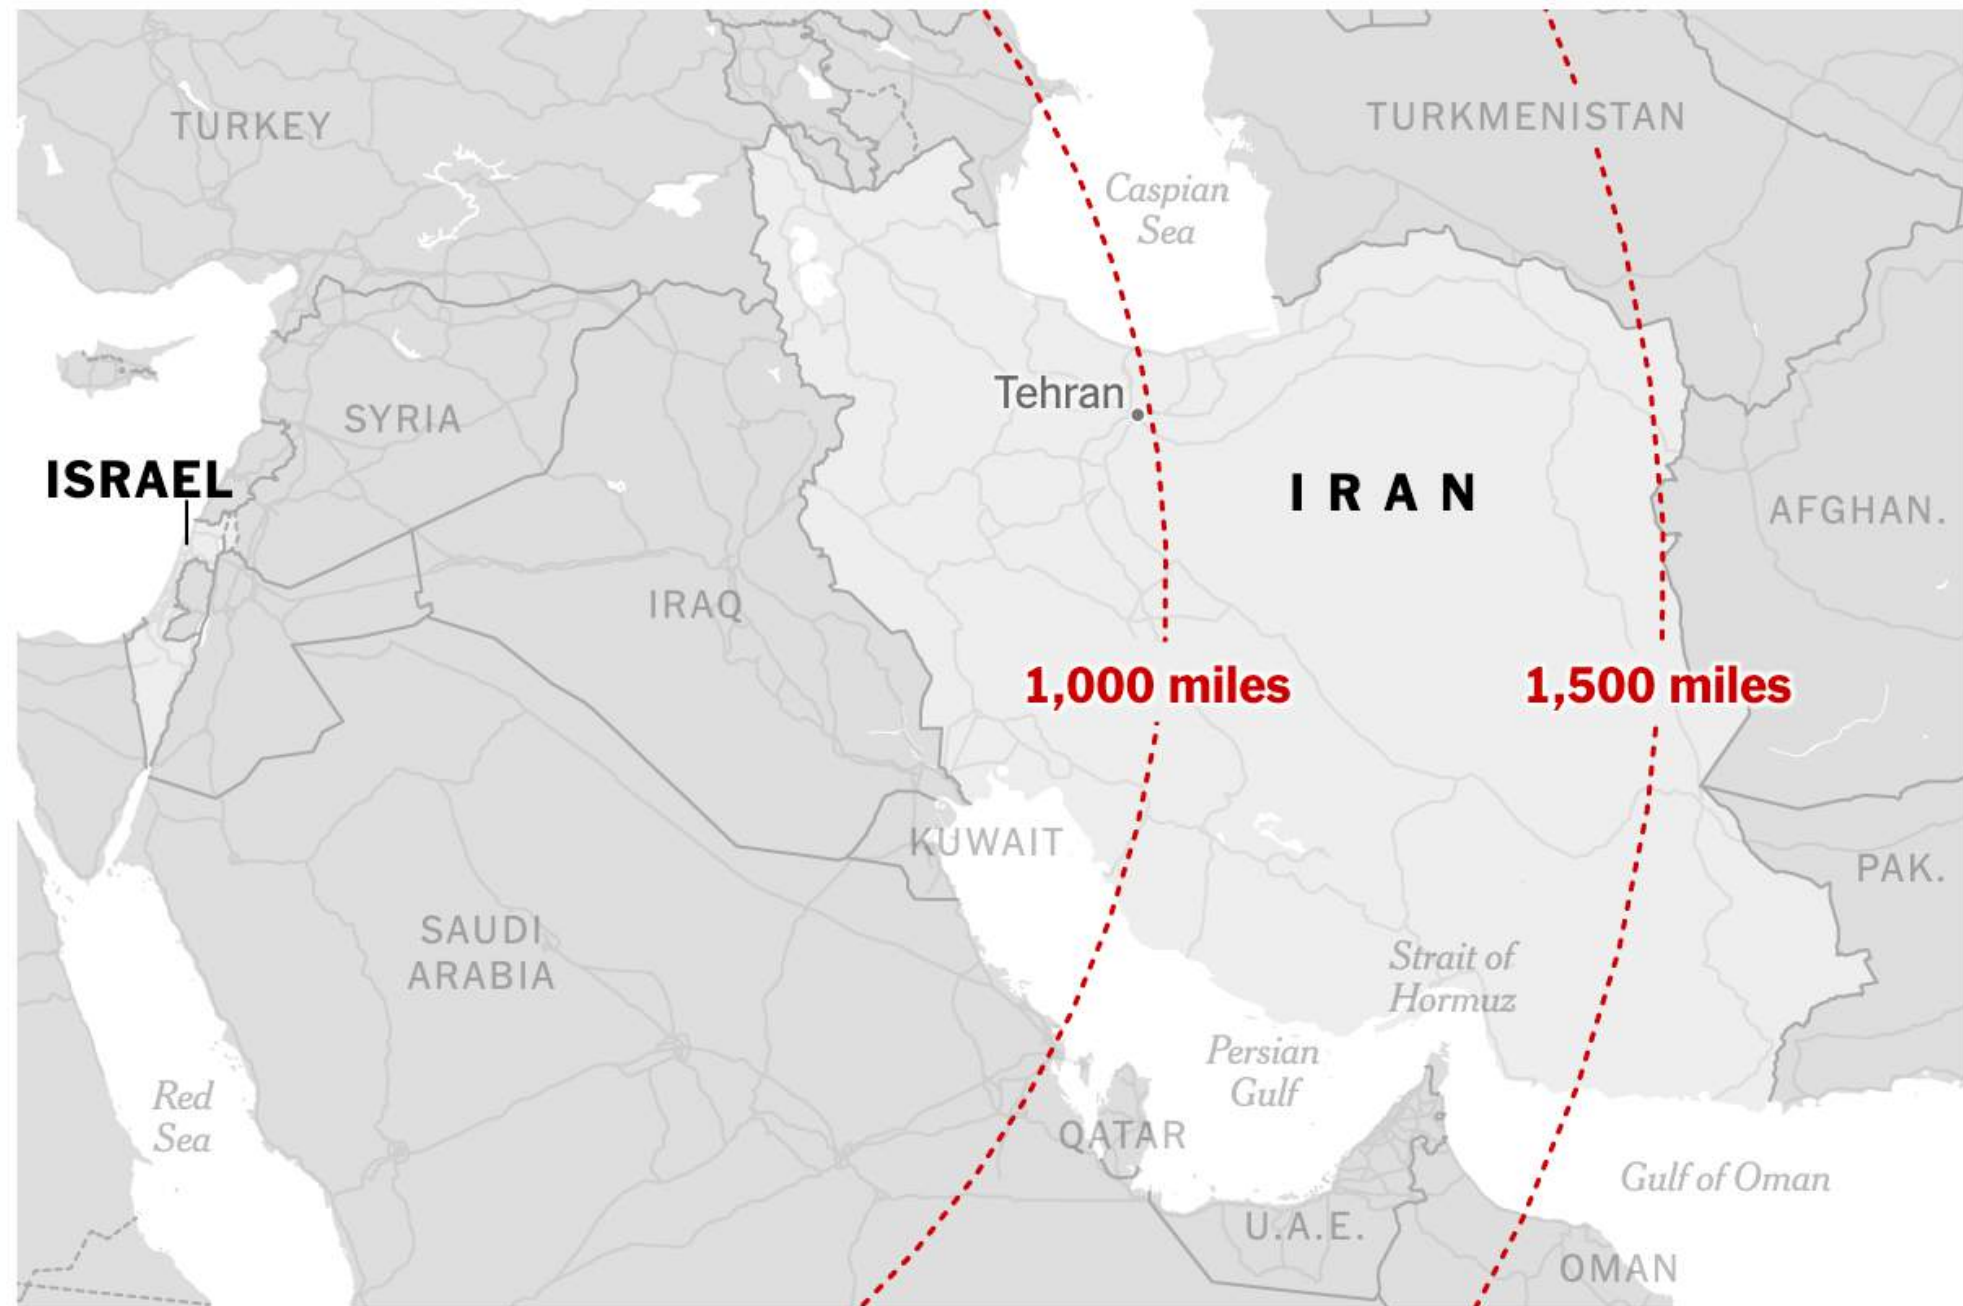 TURKEY
TURKMENISTAN
Caspian
Sea
Tehran
SYRIA
ISRAEL
IRAN
AFGHAN.
IRAQ
1,000 miles
1,500 miles
KUWAIT
PAK.
SAUDI
ARABIA
Strait of
Hormuz
Persian
Gulf
Red
Sea
QATAR
Gulf of Oman
U.A.E.
OMAN